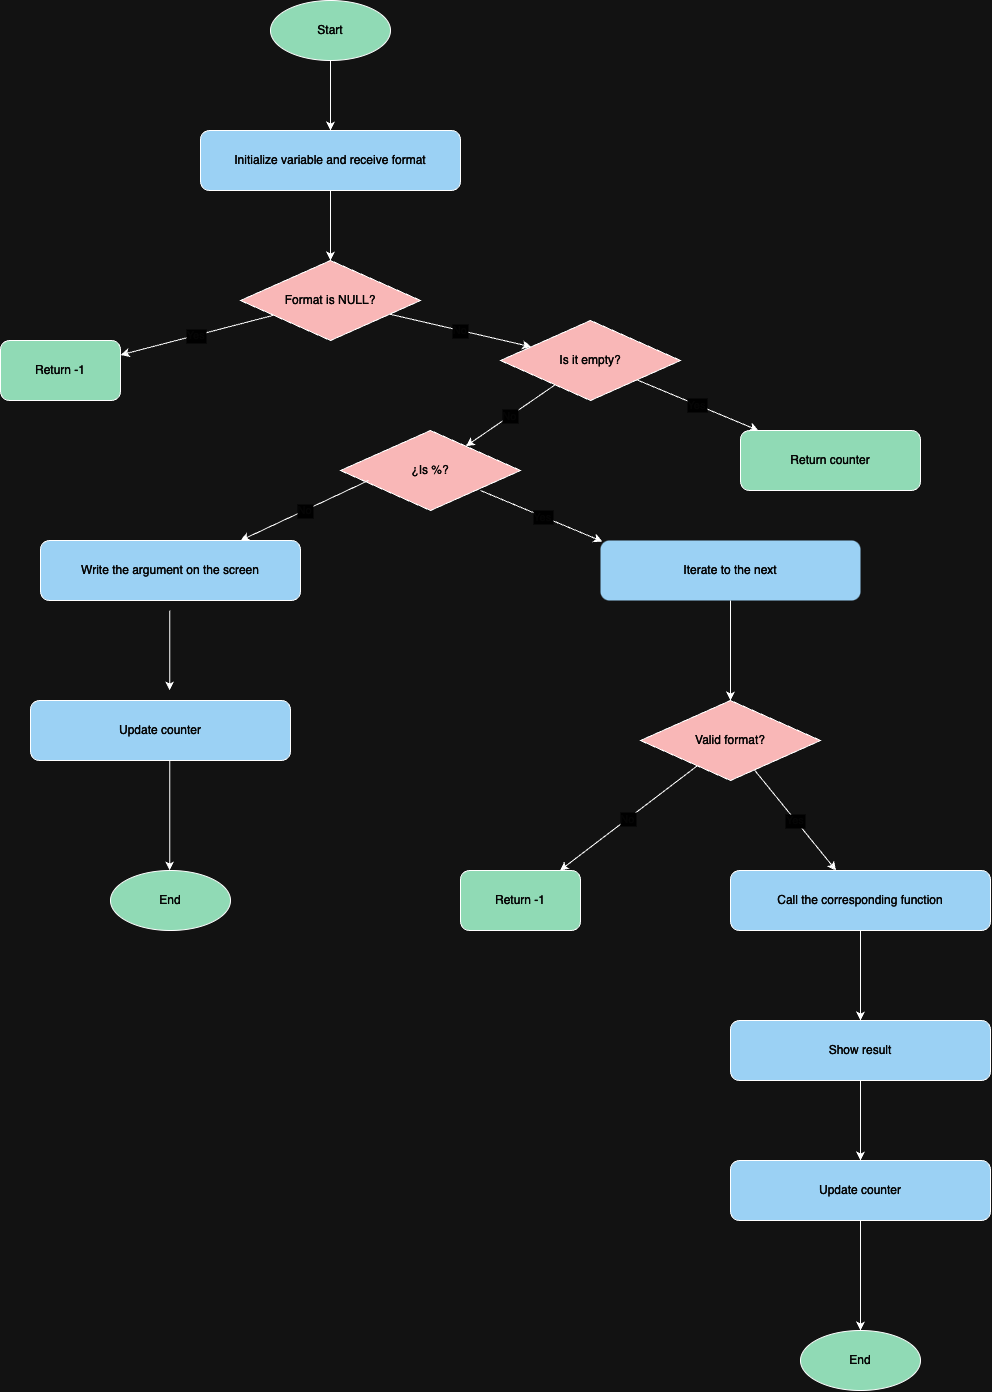 Start
Initialize variable and receive format
Format is NULL?
Is it empty?
Return -1
Return counter
¿Is %?
Write the argument on the screen
Iterate to the next
Update counter
Valid format?
End
Return -1
Call the corresponding function
Show result
Update counter
End